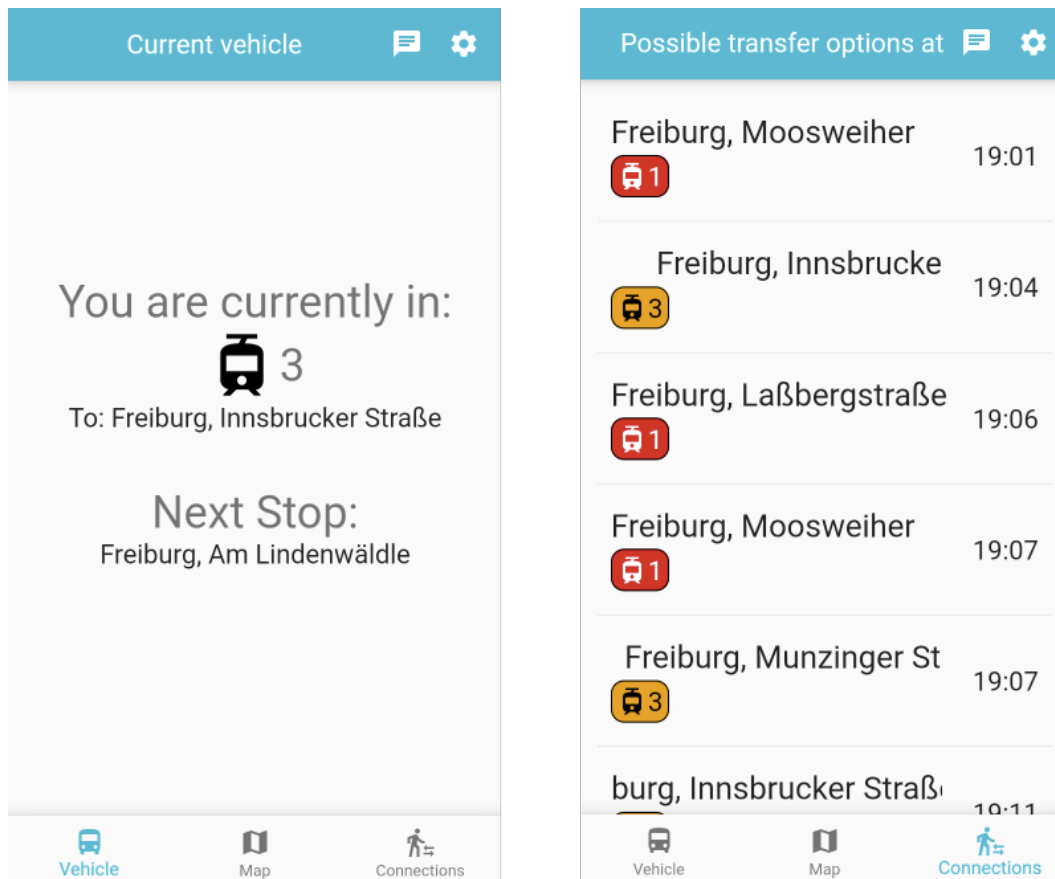 Current vehicle
You are currently in:
3
To: Freiburg, Innsbrucker Straße
Next Stop:
Freiburg, Am Lindenwäldle
Vehicle
Map
Connections
Possible transfer options at
Freiburg, Moosweiher
1
19:01
Freiburg, Innsbrucke
3
19:04
Freiburg, Laßbergstraße
1
19:06
Freiburg, Moosweiher
1
19:07
Freiburg, Munzinger St
3
19:07
burg, Innsbrucker Straß
19:11
Vehicle
Map
Connections